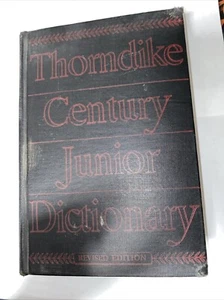 Thorndike
Century
Junior
Dictionary
REVISED EDITION